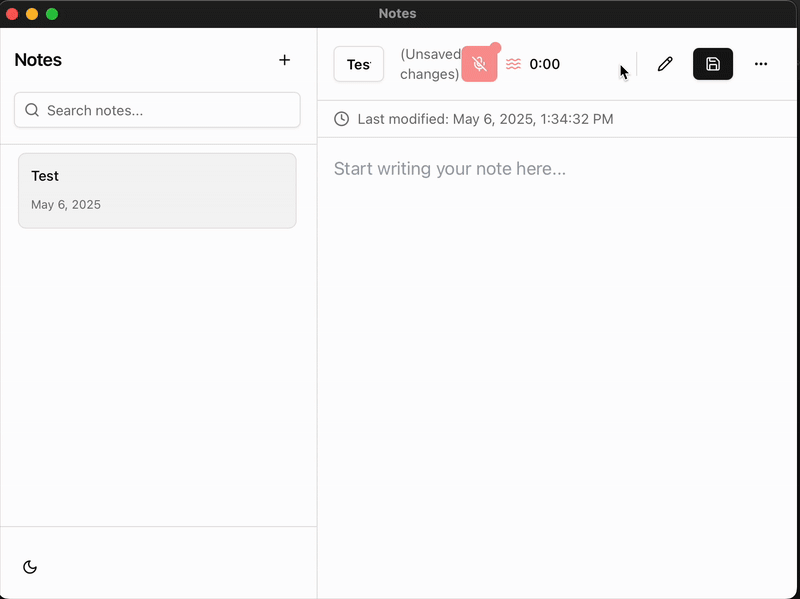 Notes
Notes
Search notes...
Test
May 6, 2025
Tes
(Unsaved
changes)
0:00
Last modified: May 6, 2025, 1:34:32 PM
Start writing your note here...